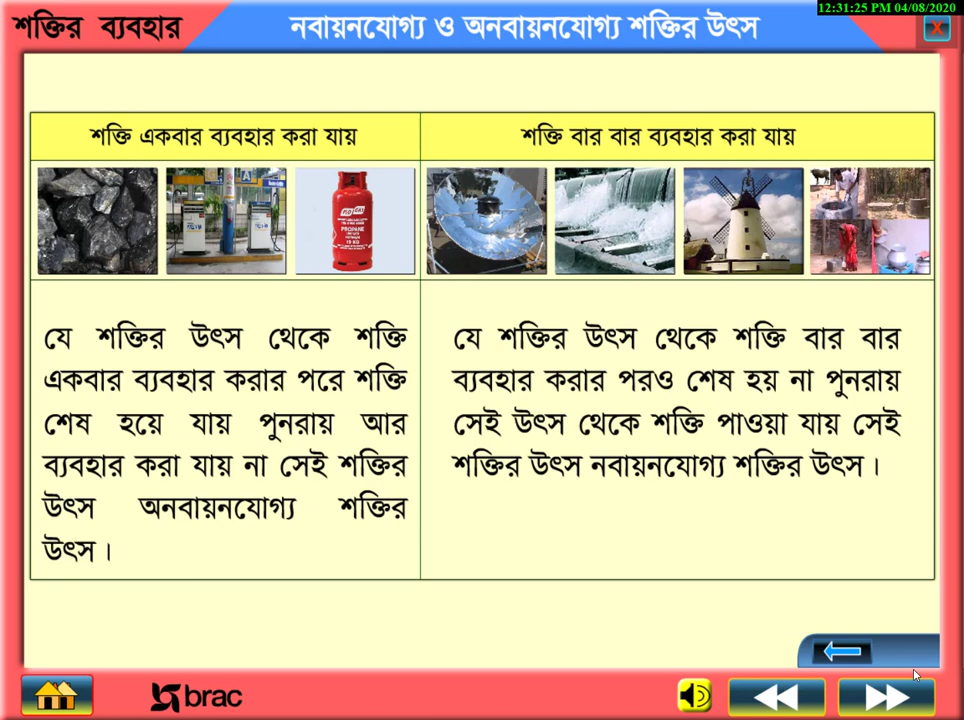 12:31:25 PM 04/08/2020
শক্তির ব্যবহার
নবায়নযোগ্য ও অনবায়নযোগ্য শক্তির উৎস
X
শক্তি একবার ব্যবহার করা যায়
শক্তি বার বার ব্যবহার করা যায়
PROPANE
যে শক্তির উৎস থেকে শক্তি
একবার ব্যবহার করার পরে শক্তি
শেষ হয়ে যায় পুনরায় আর
ব্যবহার করা যায় না সেই শক্তির
উৎস অনবায়নযোগ্য শক্তির
উৎস।
যে শক্তির উৎস থেকে শক্তি বার বার
ব্যবহার করার পরও শেষ হয় না পুনরায়
সেই উৎস থেকে শক্তি পাওয়া যায় সেই
শক্তির উৎস নবায়নযোগ্য শক্তির উৎস।
brac